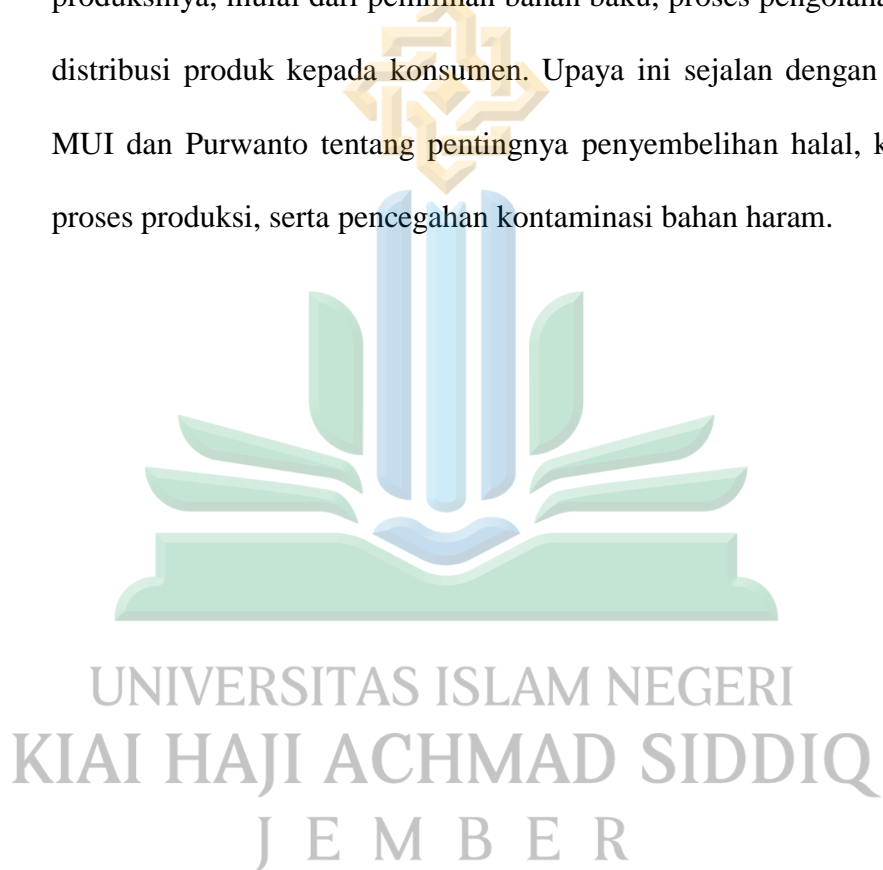 produksinya, mulai dari pemilihan bahan baku, proses
distribusi produk kepada konsumen. Upaya ini sejalan dengan
MUI dan Purwanto tentang pentingnya penyembelihan halal,
proses produksi, serta pencegahan kontaminasi bahan haram.
UNIVERSITAS ISLAM NEGERI
KIAI HAJI ACHMAD SIDDIQ
JEMBER